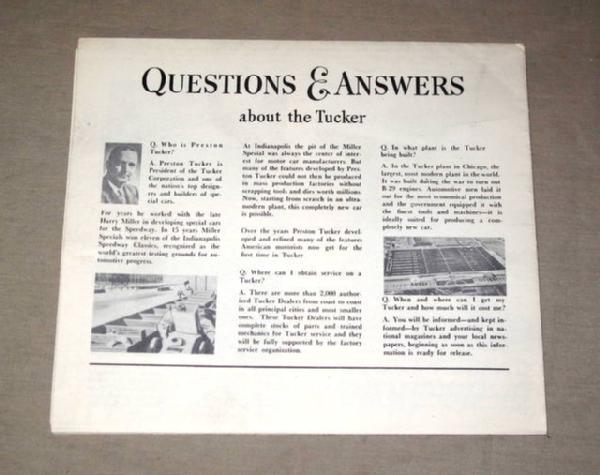 QUESTIONS & ANSWERS
about the Tucker
Q. Who is Preston
Tucker?
A. Preston Tucker is
President of the Tucker
Corporation and one of
the nation's top design-
ers and builders of spe-
cial cars.
For years he worked with the late
Harry Miller in developing special cars
for the Speedway. In 15 years Miller
Specials won eleven of the Indianapolis
Speedway Classics, recognized as the
world's greatest testing grounds for au-
tomotive progress.
At Indianapolis the pit of the Miller
Special was always the center of inter-
est for motor car manufacturers. But
many of the features developed by Pres-
ton Tucker could not then be produced
in mass production factories without
scrapping tools and dies worth millions.
Now, starting from scratch in an ultra-
modern plant, this completely new car
is possible.
Over the years Preston Tucker devel-
oped and refined many of the features
American motorists now get for the
first time in Tucker
Q. Where can I obtain service on a
Tucker?
A. There are more than 2,000 author-
ized Tucker Dealers from coast to coast
in all principal cities and most smaller
ones. These Tucker Dealers will have
complete stocks of parts and trained
mechanics for Tucker service and they
will be fully supported by the factory
service organization.
Q. In what plant is the Tucker
being built?
A. In the Tucker plant in Chicago, the
largest, most modern plant in the world.
It was built during the war to turn out
B-29 engines. Automotive men laid it
out for the most economical production
and the government equipped it with
the finest tools and machines—it is
ideally suited for producing a com-
pletely new car.
Q. When and where can I get my
Tucker and how much will it cost me?
A. You will be informed—and kept in-
formed—by Tucker advertising in na-
tional magazines and your local news-
papers, beginning as soon as this infor-
mation is ready for release.